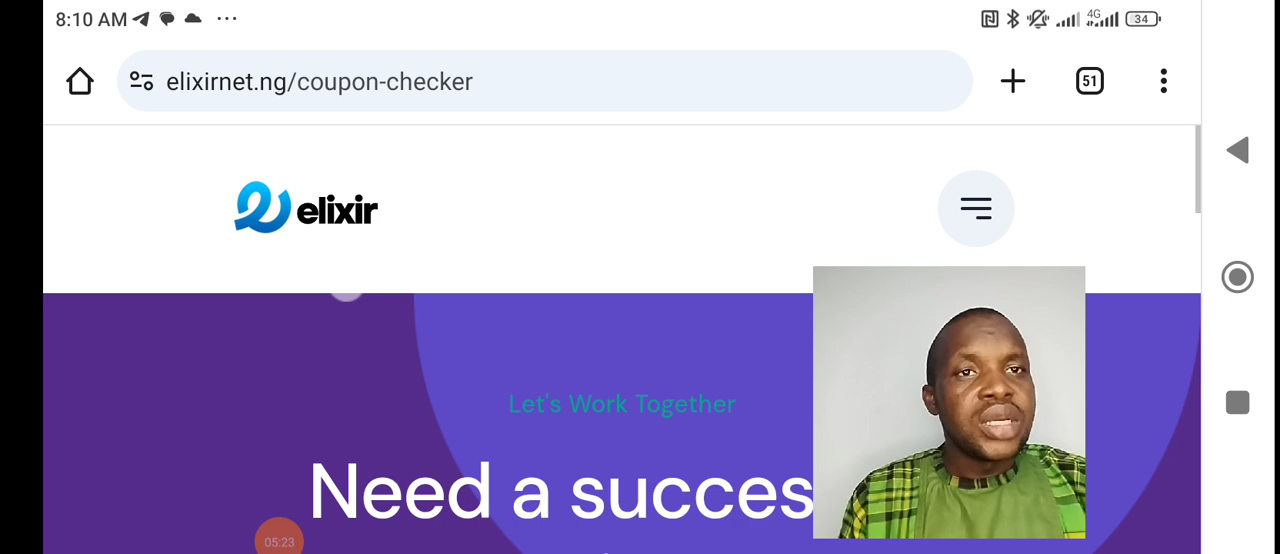 8:10 AM
4G
34
elixirnet.ng/coupon-checker
51
elixir
Let's Work Together
Need a succes
05:23